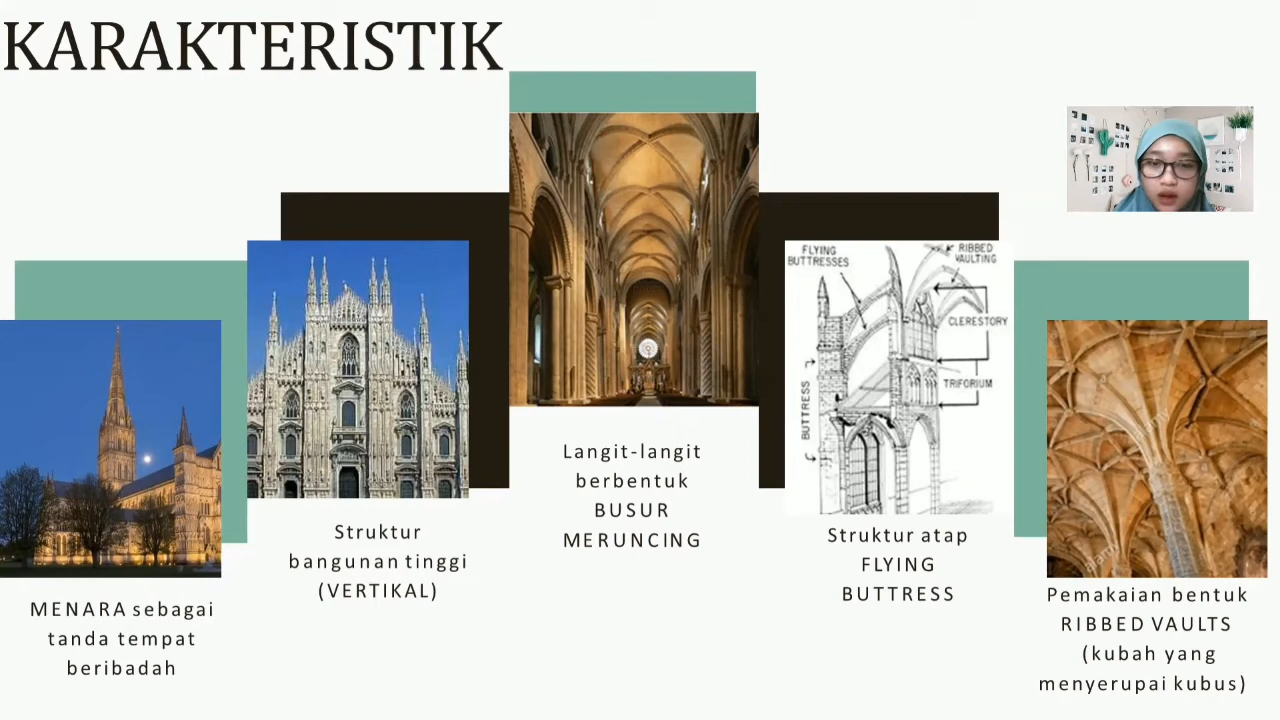 KARAKTERISTIK
MENARA sebagai
tanda tempat
beribadah
Struktur
bangunan tinggi
(VERTIKAL)
Langit-langit
berbentuk
BUSUR
MERUNCING
FLYING
BUTTRESSES
RIBBED
VAULTING
CLERESTORY
TRIFORIUM
BUTTRESS
Struktur atap
FLYING
BUTTRESS
alamy
Pemakaian bentuk
RIBBED VAULTS
(kubah yang
menyerupai kubus)